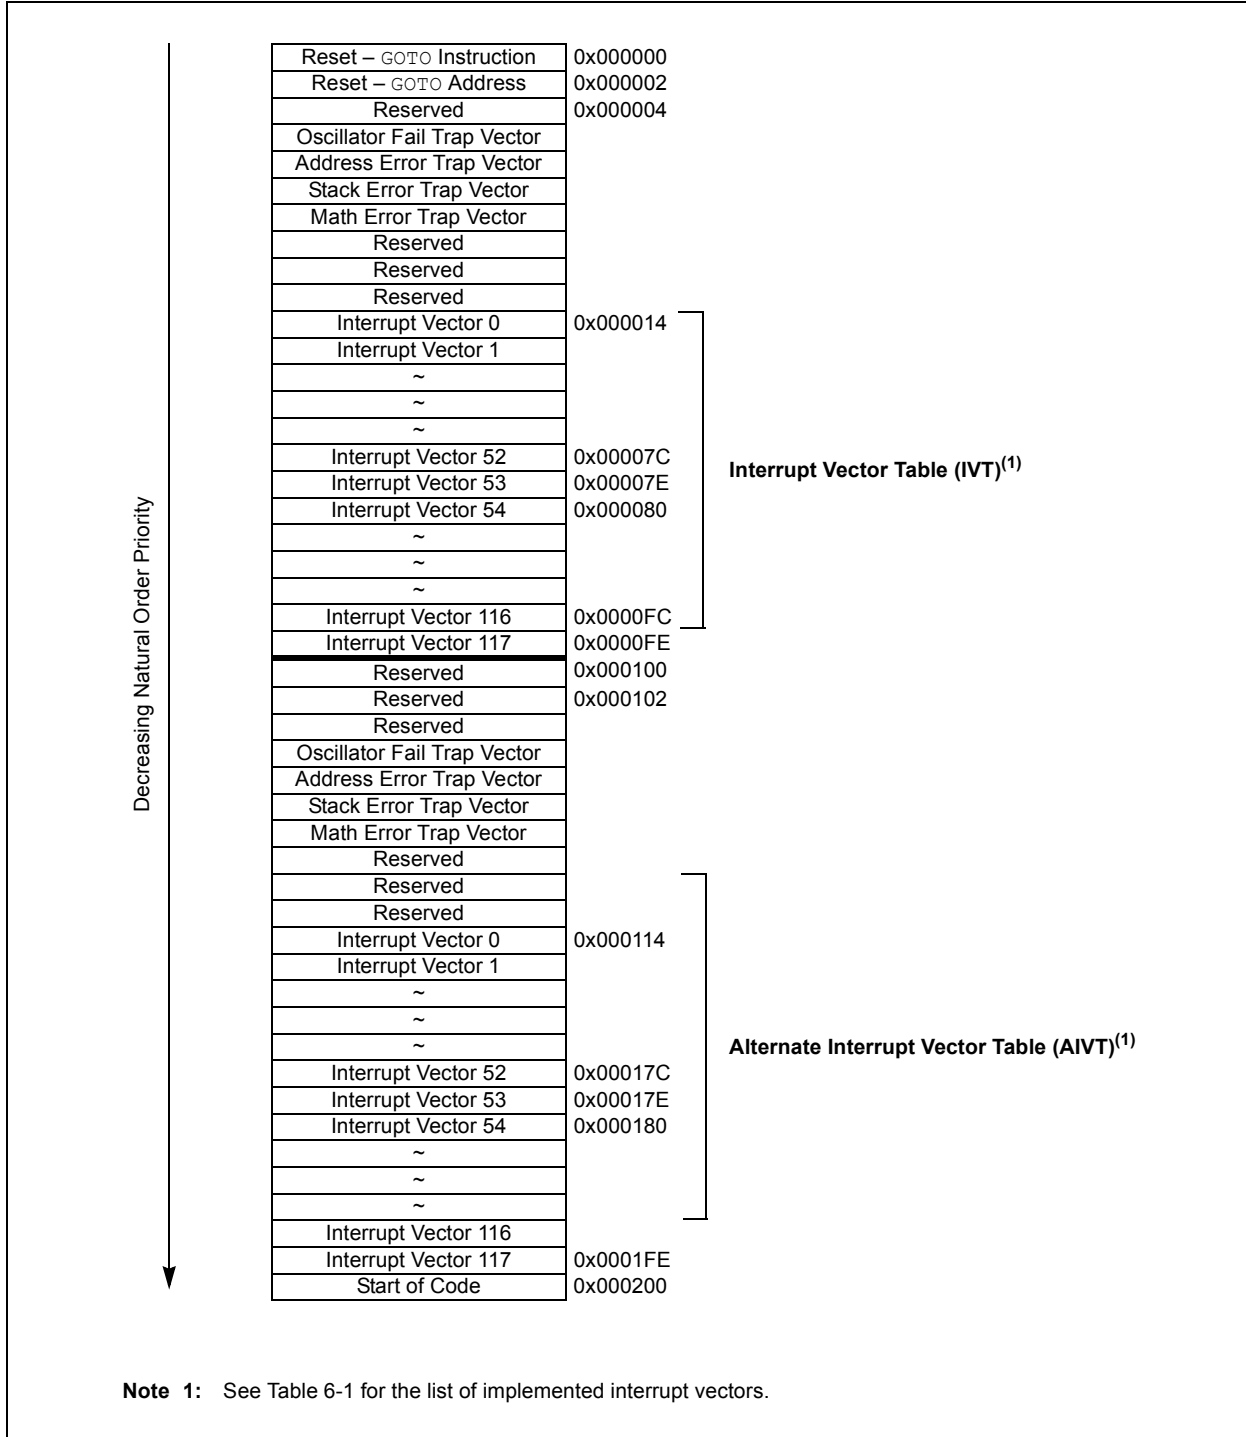 Reset – GOTO Instruction 0x000000
Reset – GOTO Address 0x000002
Reserved 0x000004
Oscillator Fail Trap Vector
Address Error Trap Vector
Stack Error Trap Vector
Math Error Trap Vector
Reserved
Reserved
Reserved
Interrupt Vector 0 0x000014
Interrupt Vector 1
~
~
~
Interrupt Vector 52 0x00007C
Interrupt Vector 53 0x00007E
Interrupt Vector 54 0x000080
~
~
~
Interrupt Vector 116 0x0000FC
Interrupt Vector 117 0x0000FE
Reserved 0x000100
Reserved 0x000102
Reserved
Oscillator Fail Trap Vector
Address Error Trap Vector
Stack Error Trap Vector
Math Error Trap Vector
Reserved
Reserved
Reserved
Interrupt Vector 0 0x000114
Interrupt Vector 1
~
~
~
Interrupt Vector 52 0x00017C
Interrupt Vector 53 0x00017E
Interrupt Vector 54 0x000180
~
~
~
Interrupt Vector 116
Interrupt Vector 117 0x0001FE
Start of Code 0x000200
Decreasing Natural Order Priority
Interrupt Vector Table (IVT)(1)
Alternate Interrupt Vector Table (AIVT)(1)
Note 1: See Table 6-1 for the list of implemented interrupt vectors.